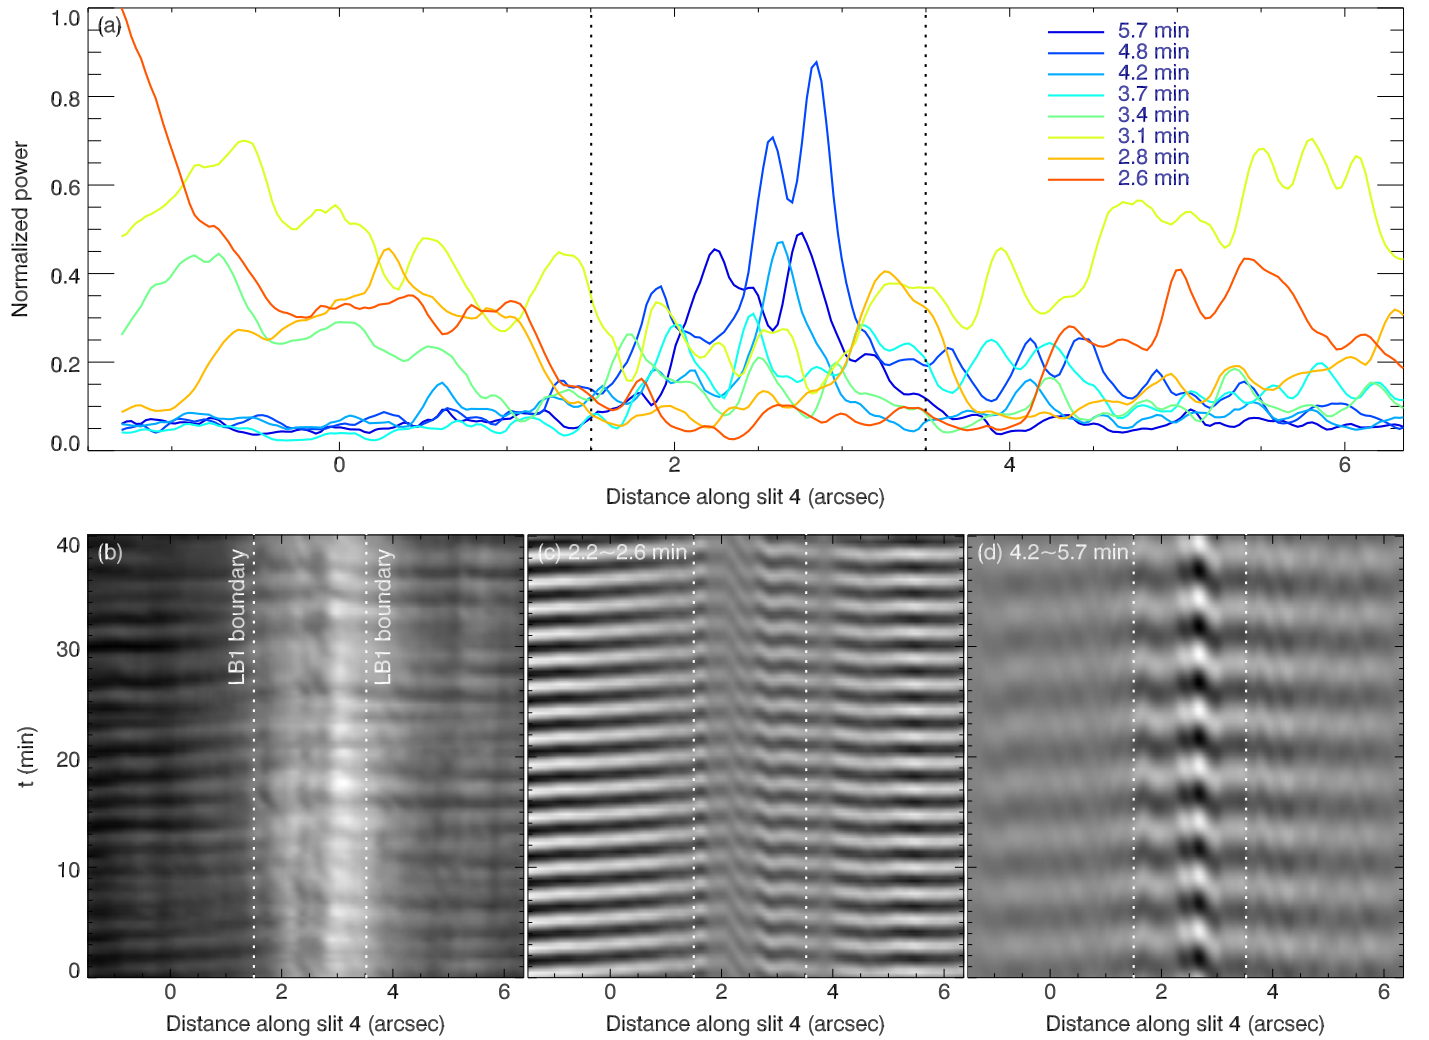 (a)
1.0
0.8
0.6
0.4
0.2
0.0
Normalized power
5.7 min
4.8 min
4.2 min
3.7 min
3.4 min
3.1 min
2.8 min
2.6 min
0
2
4
6
Distance along slit 4 (arcsec)
(b)
LB1 boundary
LB1 boundary
40
30
20
10
0
t (min)
0
2
4
6
Distance along slit 4 (arcsec)
(c) 2.2~2.6 min
0
2
4
6
Distance along slit 4 (arcsec)
(d) 4.2~5.7 min
0
2
4
6
Distance along slit 4 (arcsec)